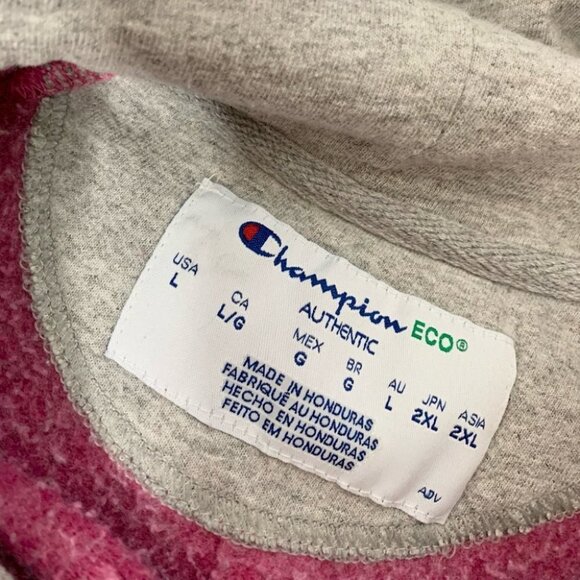 Champion ECO®
AUTHENTIC
USA CA MEX BR AU JPN ASIA
L L/G G G L 2XL 2XL
MADE IN HONDURAS
FABRIQUÉ AU HONDURAS
HECHO EN HONDURAS
FEITO EM HONDURAS
ADV